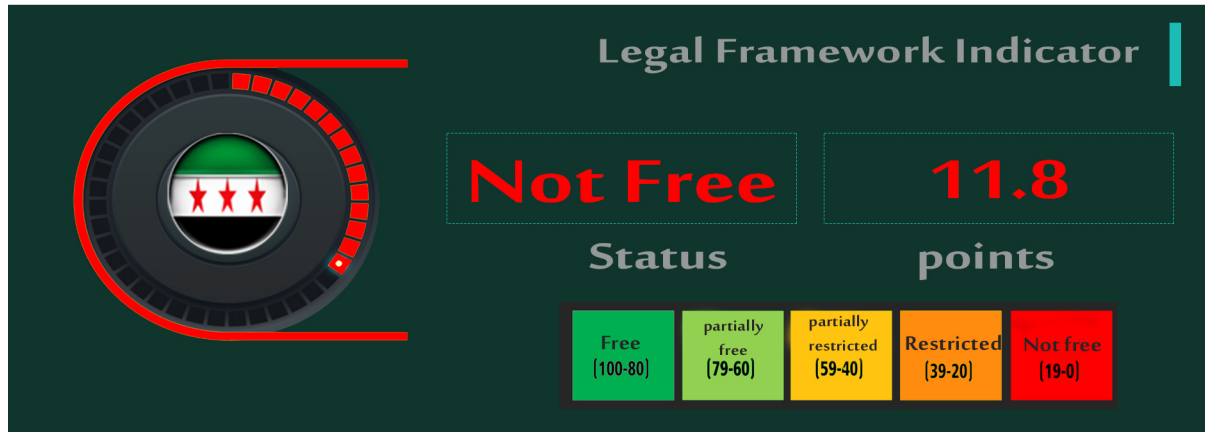 Legal Framework Indicator
Not Free
11.8
Status
points
Free
(100-80)
partially
free
(79-60)
partially
restricted
(59-40)
Restricted
(39-20)
Not free
(19-0)